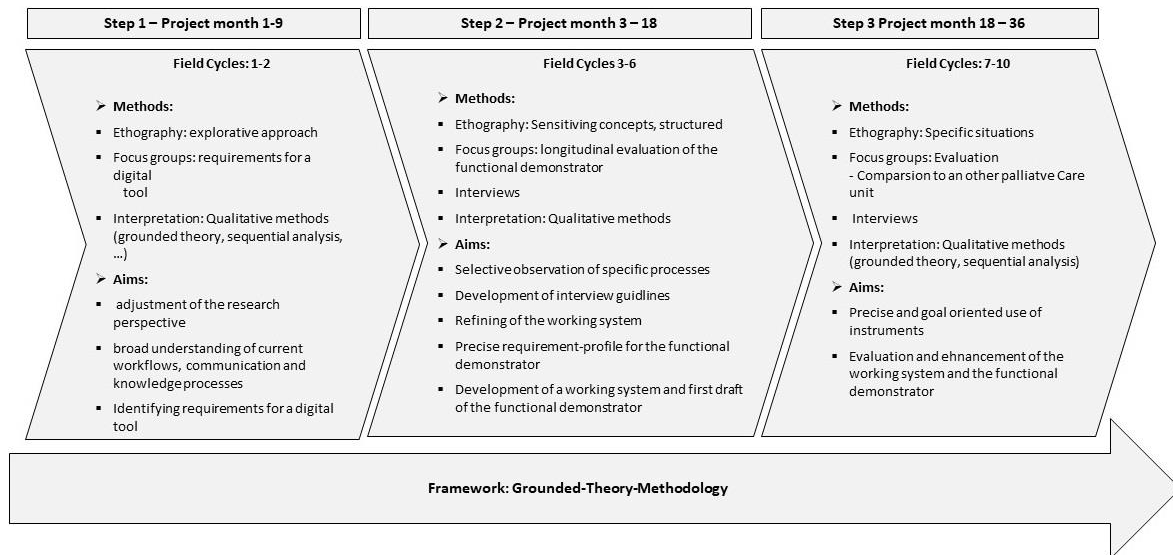 Step 1 – Project month 1-9
Field Cycles: 1-2
➢ Methods:
▪ Ethography: explorative approach
▪ Focus groups: requirements for a
digital
tool
▪ Interpretation: Qualitative methods
(grounded theory, sequential analysis,
…)
➢ Aims:
▪ adjustment of the research
perspective
▪ broad understanding of current
workflows, communication and
knowledge processes
▪ Identifying requirements for a digital
tool
Step 2 – Project month 3 – 18
Field Cycles 3-6
➢ Methods:
▪ Ethography: Sensitiving concepts, structured
▪ Focus groups: longitudinal evaluation of the
functional demonstrator
▪ Interviews
▪ Interpretation: Qualitative methods
➢ Aims:
▪ Selective observation of specific processes
▪ Development of interview guidlines
▪ Refining of the working system
▪ Precise requirement-profile for the functional
demonstrator
▪ Development of a working system and first draft
of the functional demonstrator
Step 3 Project month 18 – 36
Field Cycles: 7-10
➢ Methods:
▪ Ethography: Specific situations
▪ Focus groups: Evaluation
- Comparsion to an other palliatve Care
unit
▪ Interviews
▪ Interpretation: Qualitative methods
(grounded theory, sequential analysis)
➢ Aims:
▪ Precise and goal oriented use of
instruments
▪ Evaluation and ehnancement of the
working system and the functional
demonstrator
Framework: Grounded-Theory-Methodology